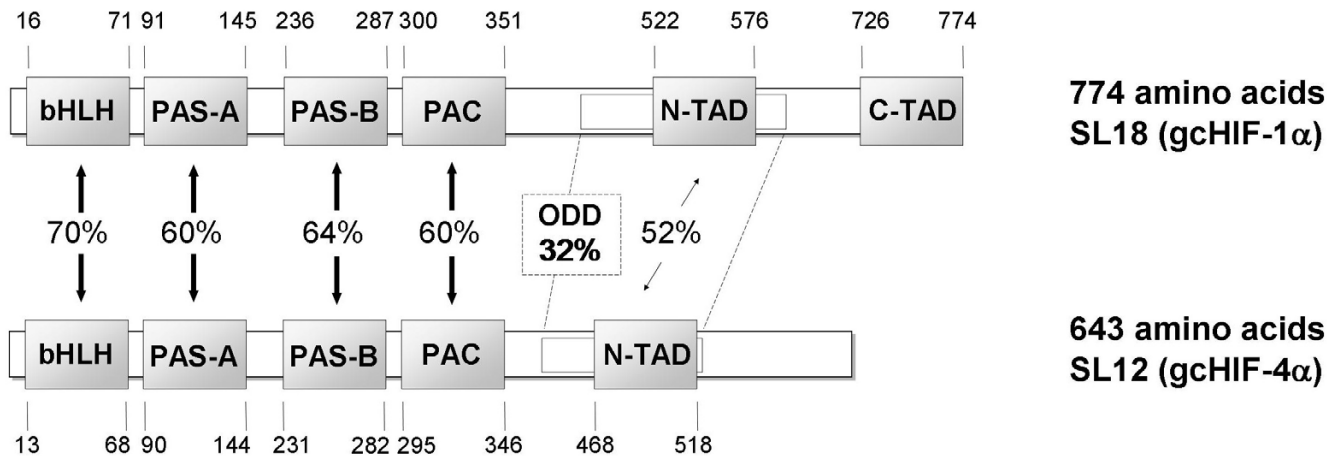 16 71 91 145 236 287 300 351 522 576 726 774
bHLH PAS-A PAS-B PAC N-TAD C-TAD
774 amino acids
SL18 (gcHIF-1α)
70% 60% 64% 60% ODD 52%
32%
bHLH PAS-A PAS-B PAC N-TAD
643 amino acids
SL12 (gcHIF-4α)
13 68 90 144 231 282 295 346 468 518